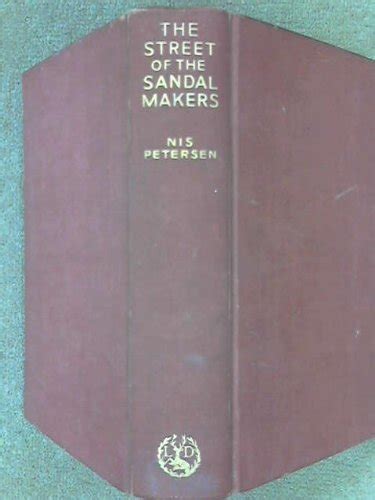 THE
STREET
OF THE
SANDAL
MAKERS
NIS
PETERSEN
L D